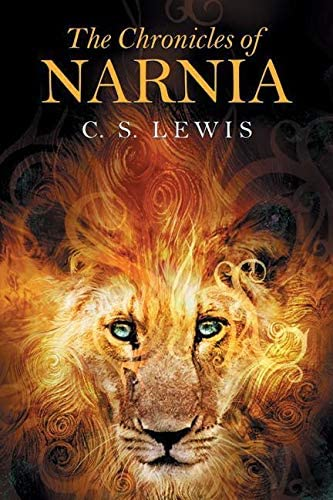 The Chronicles of
NARNIA
C. S. LEWIS